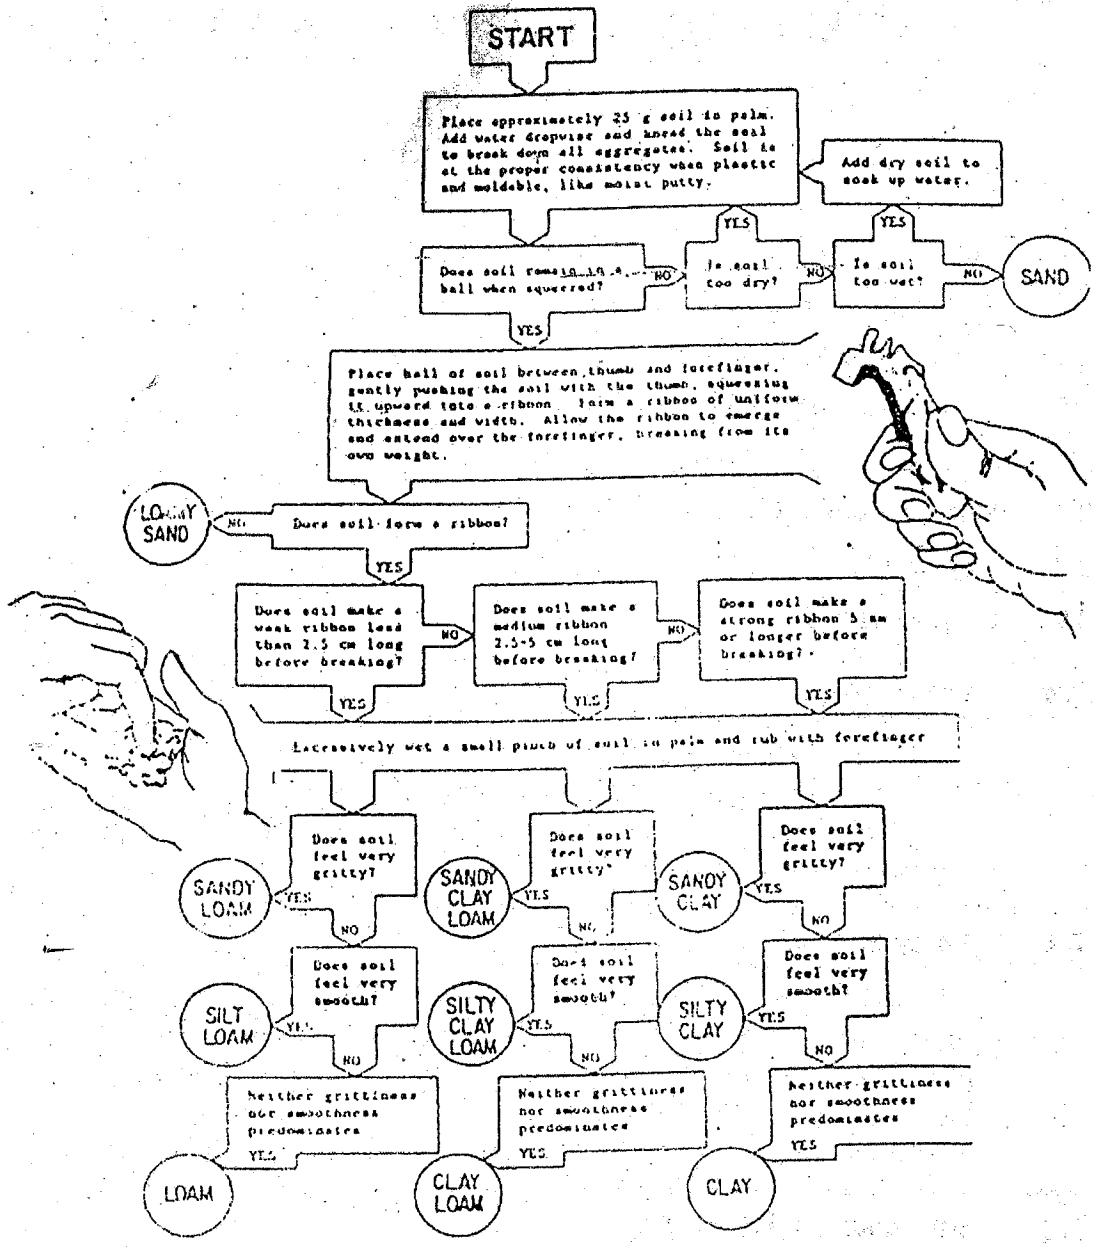 START
Place approximately 25 g soil in palm.
Add water dropwise and knead the soil
to break down all aggregates. Soil is
at the proper consistency when plastic
and moldable, like moist putty.
Add dry soil to
soak up water.
YES
YES
Does soil remain in a
ball when squeezed?
NO
Is soil
too dry?
NO
Is soil
too wet?
NO
SAND
YES
Place ball of soil between thumb and forefinger,
gently pushing the soil with the thumb, squeezing
it upward into a ribbon. Form a ribbon of uniform
thickness and width. Allow the ribbon to emerge
and extend over the forefinger, breaking from its
own weight.
LOAMY
SAND
NO
Does soil form a ribbon?
YES
Does soil make a
weak ribbon less
than 2.5 cm long
before breaking?
NO
Does soil make a
medium ribbon
2.5-5 cm long
before breaking?
NO
Does soil make a
strong ribbon 5 cm
or longer before
breaking?
YES
YES
YES
Excessively wet a small pinch of soil in palm and rub with forefinger
Does soil
feel very
gritty?
Does soil
feel very
gritty?
Does soil
feel very
gritty?
SANDY
LOAM
YES
SANDY
CLAY
LOAM
YES
SANDY
CLAY
YES
NO
NO
NO
Does soil
feel very
smooth?
Does soil
feel very
smooth?
Does soil
feel very
smooth?
SILT
LOAM
YES
SILTY
CLAY
LOAM
YES
SILTY
CLAY
YES
NO
NO
NO
Neither grittiness
nor smoothness
predominates
Neither grittiness
nor smoothness
predominates
Neither grittiness
nor smoothness
predominates
YES
YES
YES
LOAM
CLAY
LOAM
CLAY